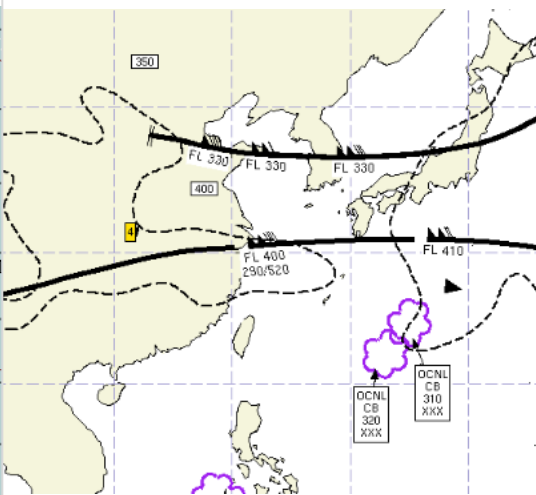 350
FL 330
FL 330
FL 330
400
4
FL 400
290/520
FL 410
OCNL
CB
310
XXX
OCNL
CB
320
XXX